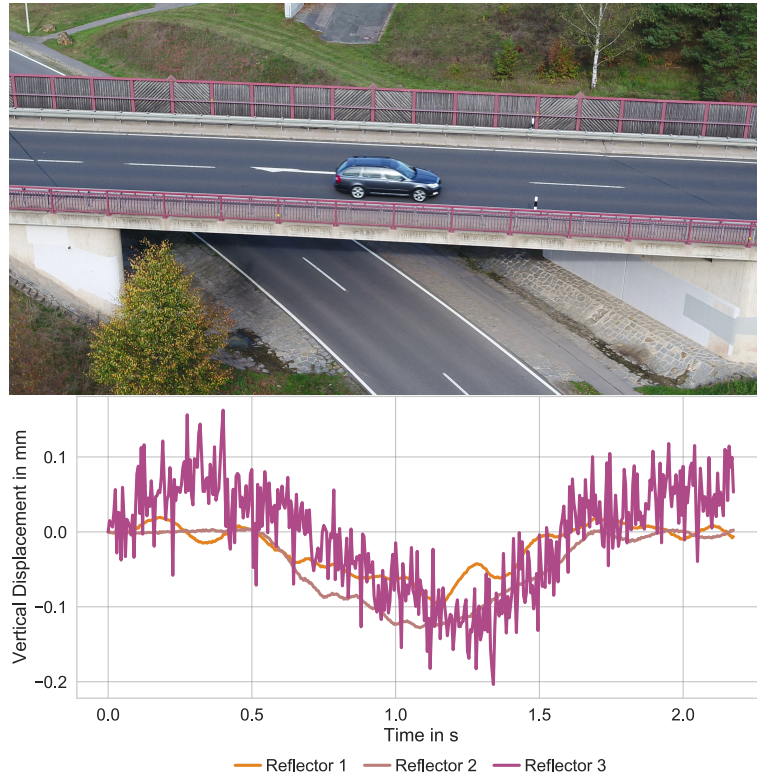 Vertical Displacement in mm
0.1
0.0
−0.1
−0.2
0.0 0.5 1.0 1.5 2.0
Time in s
Reflector 1 Reflector 2 Reflector 3